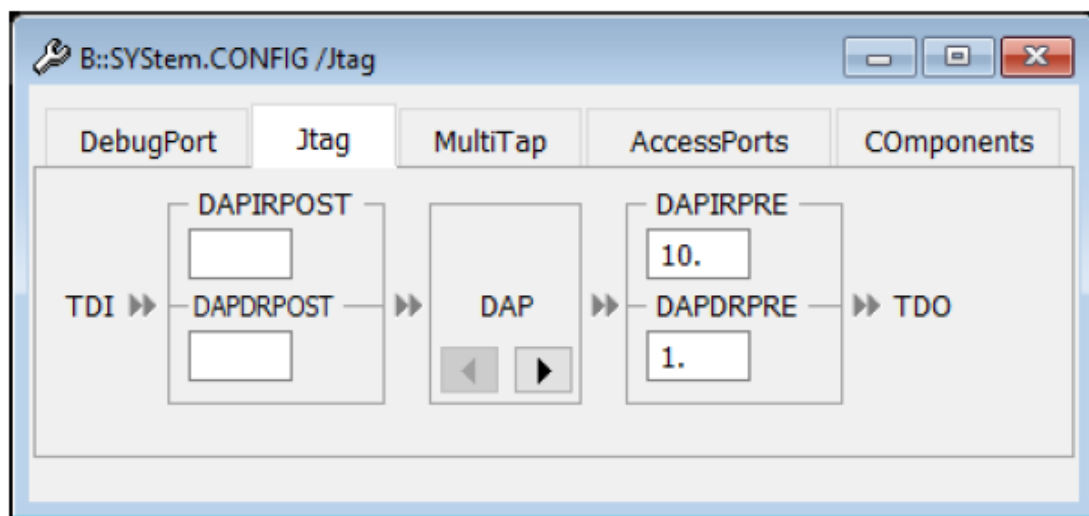 B::SYStem.CONFIG /Jtag
DebugPort Jtag MultiTap AccessPorts COmponents
DAPIRPOST DAPIRPRE
10.
TDI DAPDRPOST DAP DAPDRPRE TDO
1.